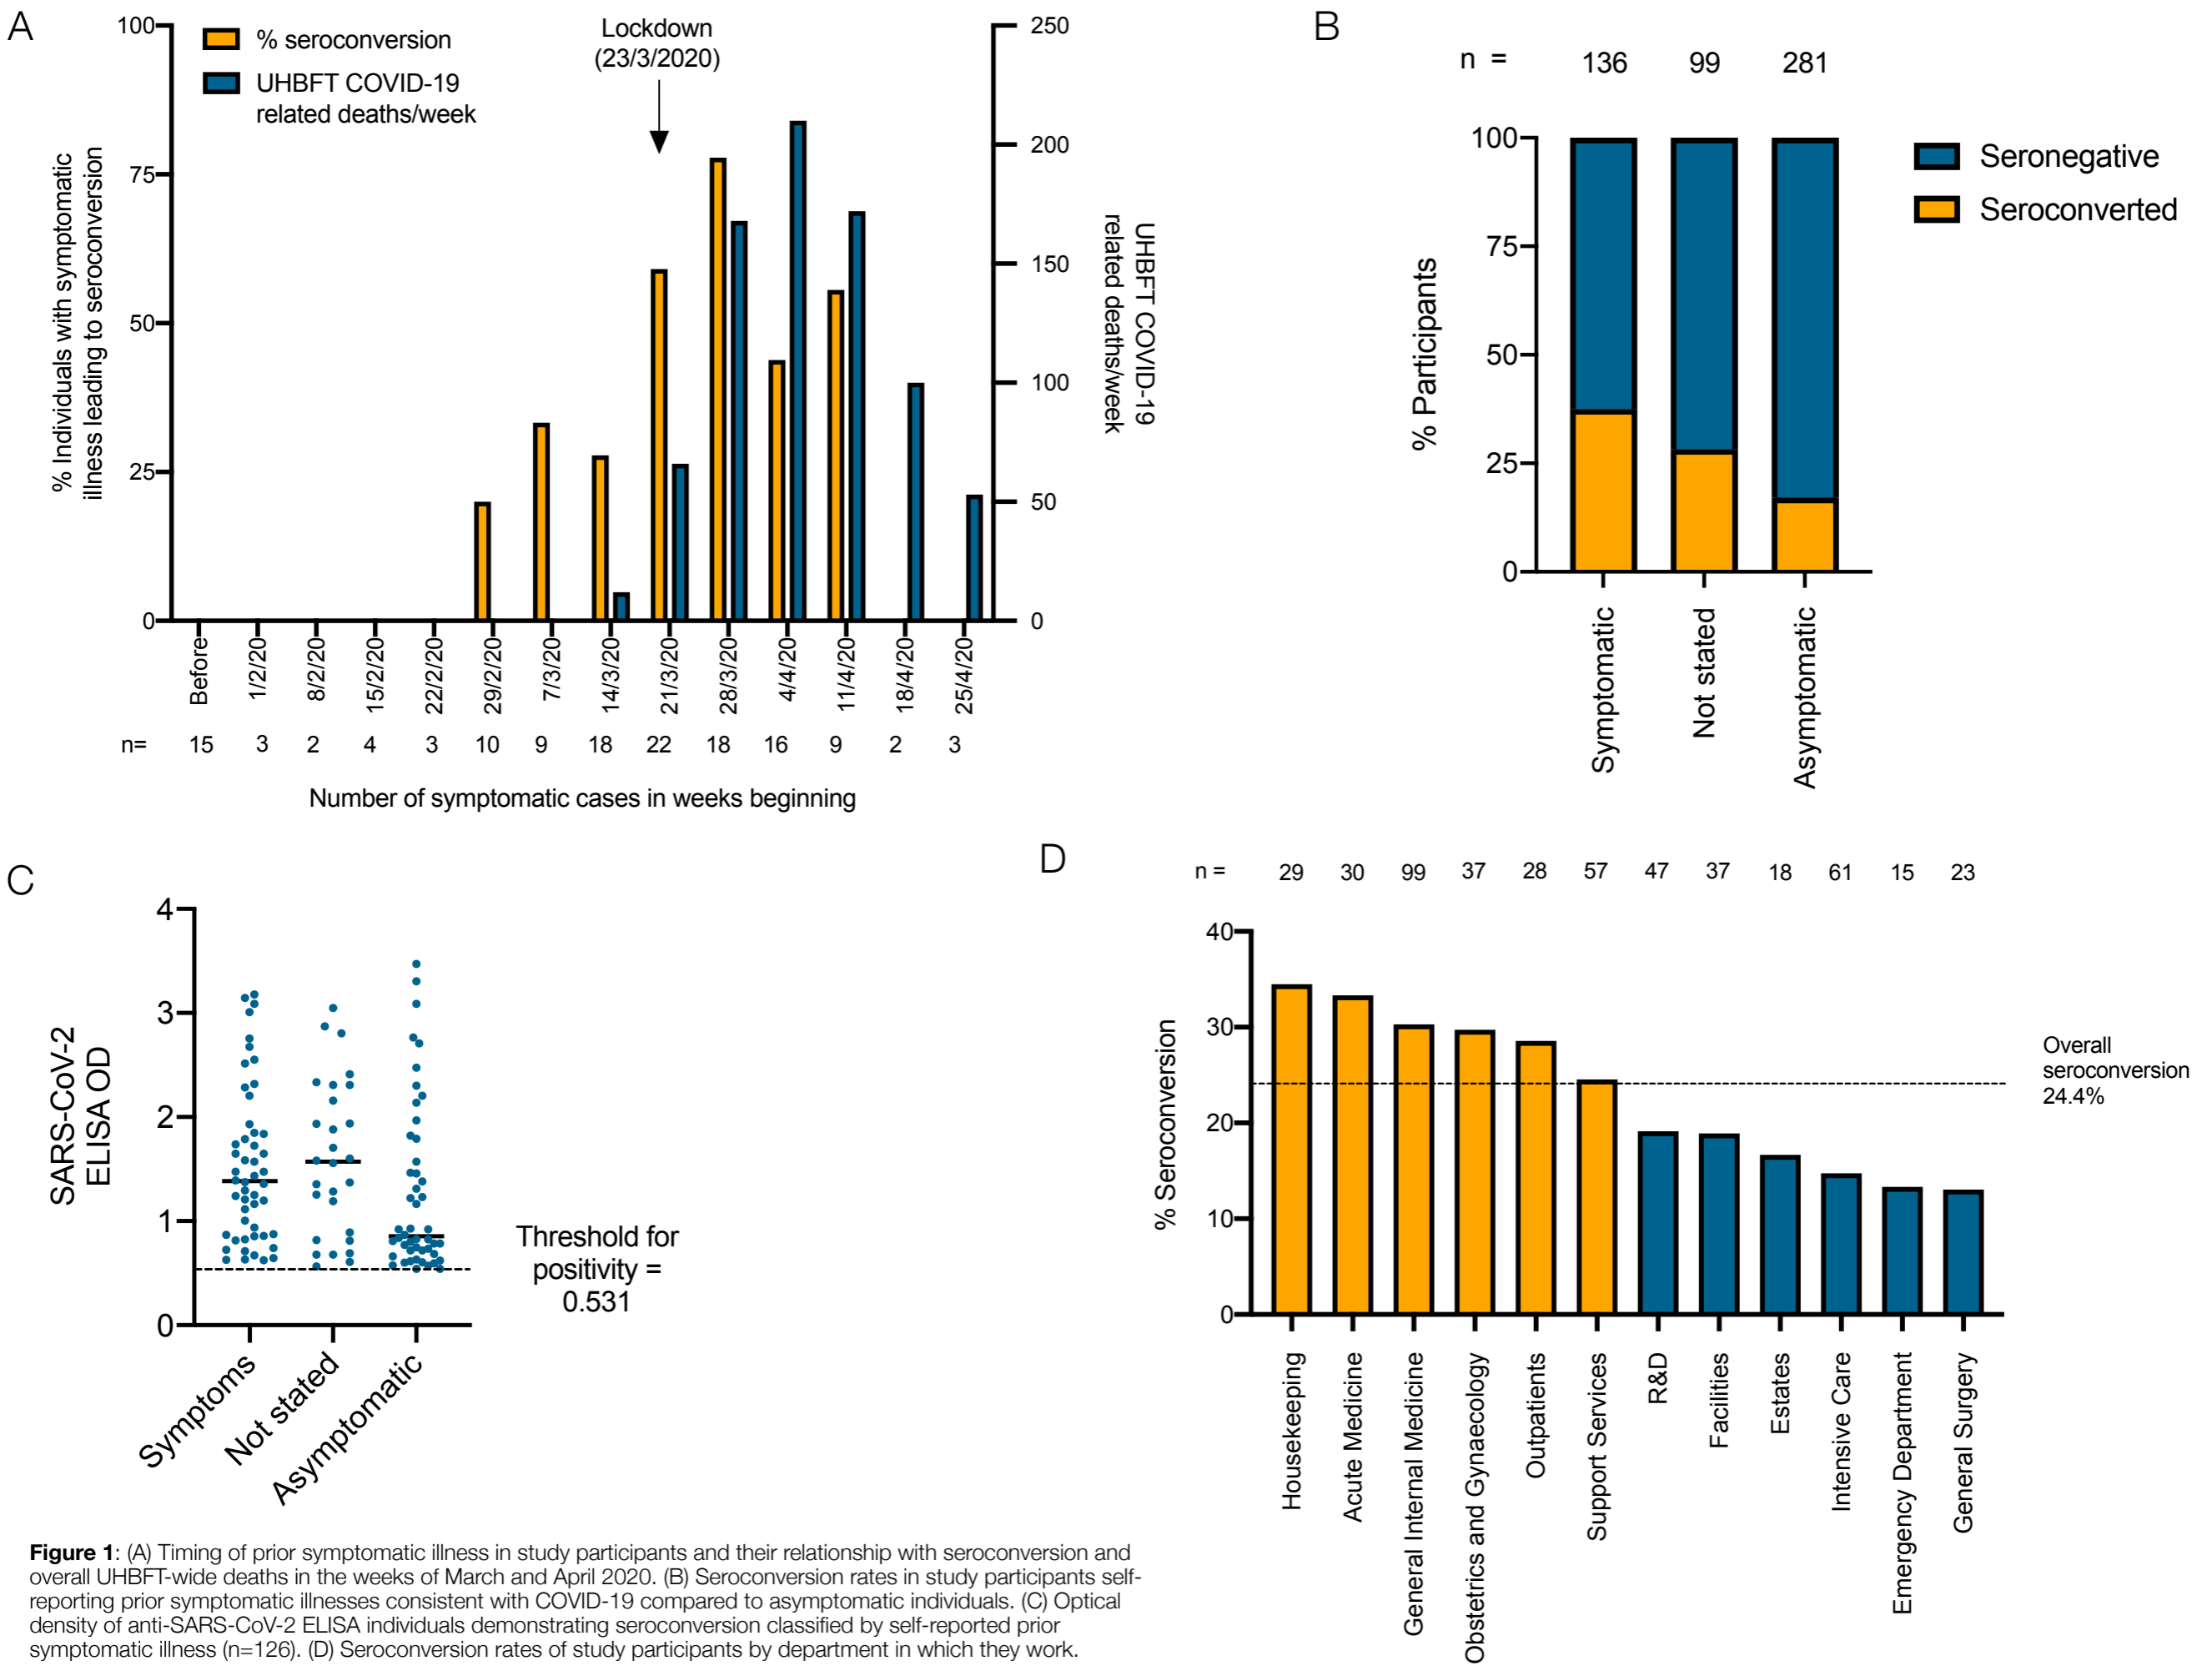 A
100
75
50
25
0
% Individuals with symptomatic
illness leading to seroconversion
% seroconversion
UHBFT COVID-19
related deaths/week
Lockdown
(23/3/2020)
250
200
150
100
50
0
UHBFT COVID-19
related deaths/week
Before
1/2/20
8/2/20
15/2/20
22/2/20
29/2/20
7/3/20
14/3/20
21/3/20
28/3/20
4/4/20
11/4/20
18/4/20
25/4/20
n= 15 3 2 4 3 10 9 18 22 18 16 9 2 3
Number of symptomatic cases in weeks beginning
B
n = 136 99 281
100
75
50
25
0
% Participants
Seronegative
Seroconverted
Symptomatic
Not stated
Asymptomatic
C
4
3
2
1
0
SARS-CoV-2
ELISA OD
Threshold for
positivity =
0.531
Symptoms
Not stated
Asymptomatic
D
n = 29 30 99 37 28 57 47 37 18 61 15 23
40
30
20
10
0
% Seroconversion
Overall
seroconversion
24.4%
Housekeeping
Acute Medicine
General Internal Medicine
Obstetrics and Gynaecology
Outpatients
Support Services
R&D
Facilities
Estates
Intensive Care
Emergency Department
General Surgery
Figure 1: (A) Timing of prior symptomatic illness in study participants and their relationship with seroconversion and
overall UHBFT-wide deaths in the weeks of March and April 2020. (B) Seroconversion rates in study participants self-
reporting prior symptomatic illnesses consistent with COVID-19 compared to asymptomatic individuals. (C) Optical
density of anti-SARS-CoV-2 ELISA individuals demonstrating seroconversion classified by self-reported prior
symptomatic illness (n=126). (D) Seroconversion rates of study participants by department in which they work.